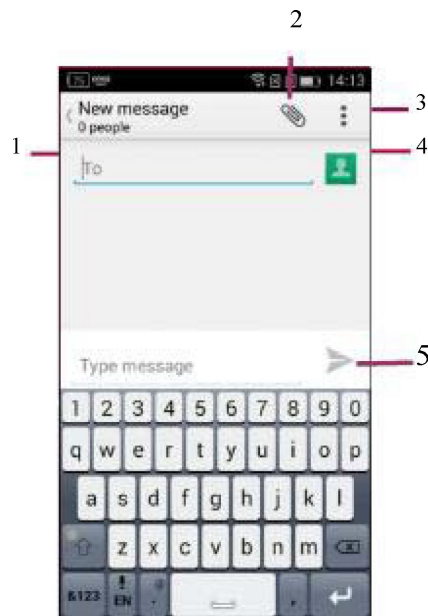 2
75 14:13
New message
0 people
3
1
4
To
5
Type message
1 2 3 4 5 6 7 8 9 0
q w e r t y u i o p
a s d f g h j k l
z x c v b n m
&123 EN . ,